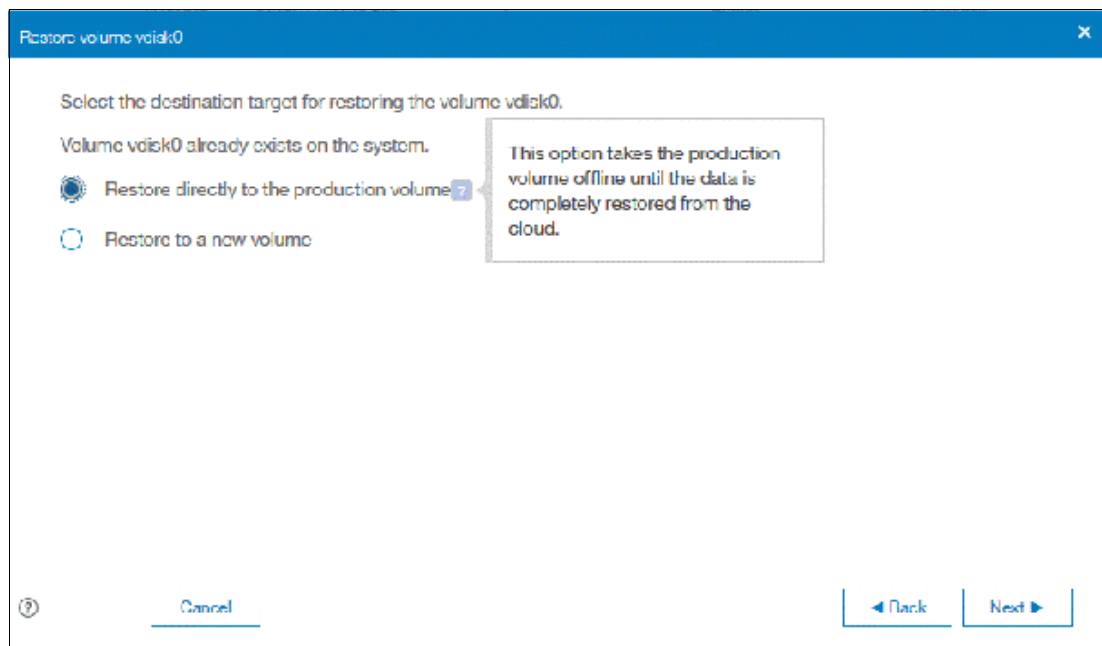 Restore volume vdisk0
×
Select the destination target for restoring the volume vdisk0.
Volume vdisk0 already exists on the system.
Restore directly to the production volume ?
This option takes the production
volume offline until the data is
completely restored from the
cloud.
Restore to a new volume
?
Cancel
◄ Back
Next ►